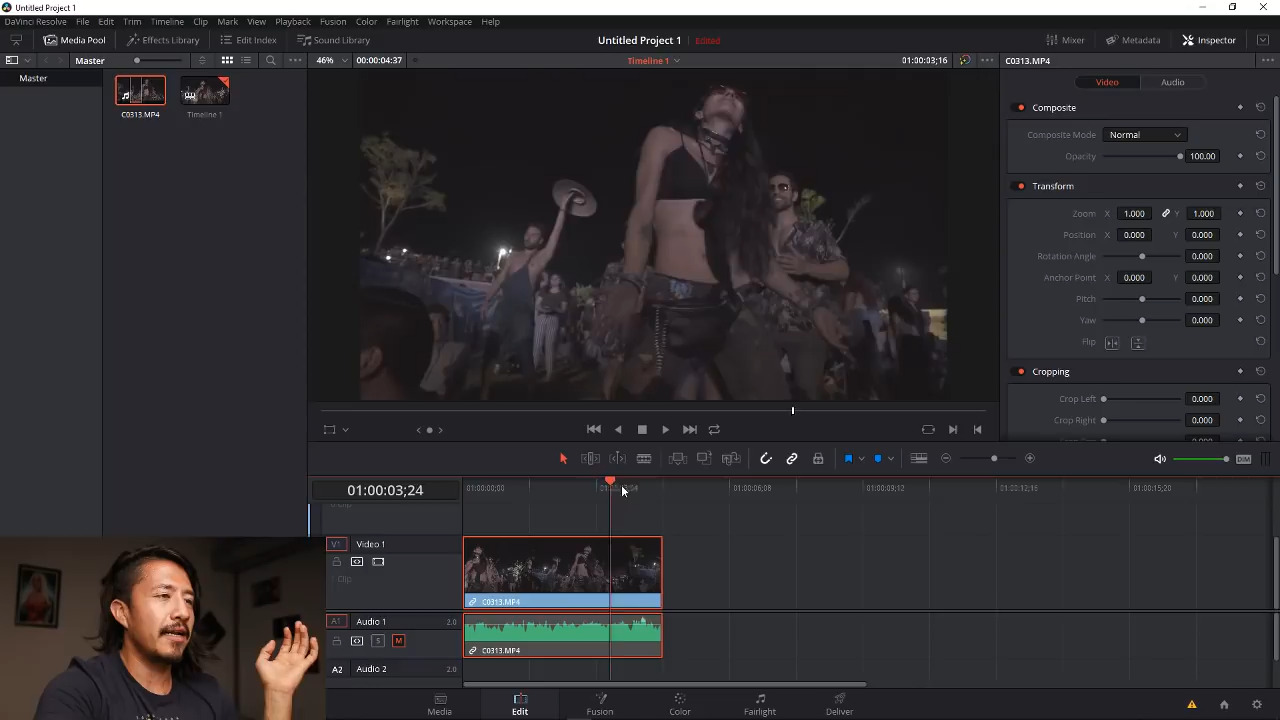 Untitled Project 1
DaVinci Resolve File Edit Trim Timeline Clip Mark View Playback Fusion Color Fairlight Workspace Help
Media Pool Effects Library Edit Index Sound Library Untitled Project 1 Edited Mixer Metadata Inspector
Master 46% 00:00:04:37 Timeline 1 01:00:03;16 C0313.MP4
Master
Video Audio
C0313.MP4 Timeline 1
Composite
Composite Mode Normal
Opacity 100.00
Transform
Zoom X 1.000 Y 1.000
Position X 0.000 Y 0.000
Rotation Angle 0.000
Anchor Point X 0.000 Y 0.000
Pitch 0.000
Yaw 0.000
Flip
Cropping
Crop Left 0.000
Crop Right 0.000
DIM
01:00:03;24 01:00:00;00 01:00:06;08 01:00:09;12 01:00:12;16 01:00:15;20
V1 Video 1
1 Clip
C0313.MP4
A1 Audio 1 2.0
S M
C0313.MP4
A2 Audio 2 2.0
Media Edit Fusion Color Fairlight Deliver